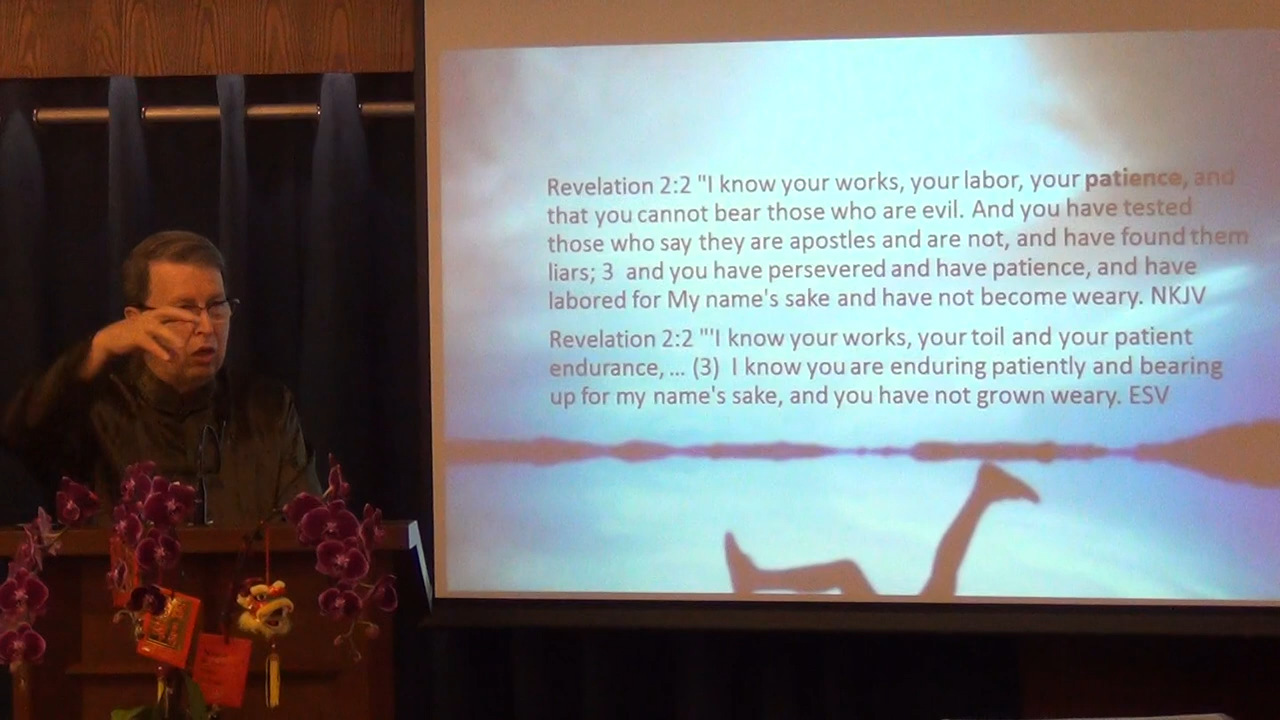 Revelation 2:2 "I know your works, your labor, your patience, and
that you cannot bear those who are evil. And you have tested
those who say they are apostles and are not, and have found them
liars; 3  and you have persevered and have patience, and have
labored for My name's sake and have not become weary. NKJV
Revelation 2:2 "'I know your works, your toil and your patient
endurance, ... (3)  I know you are enduring patiently and bearing
up for my name's sake, and you have not grown weary. ESV